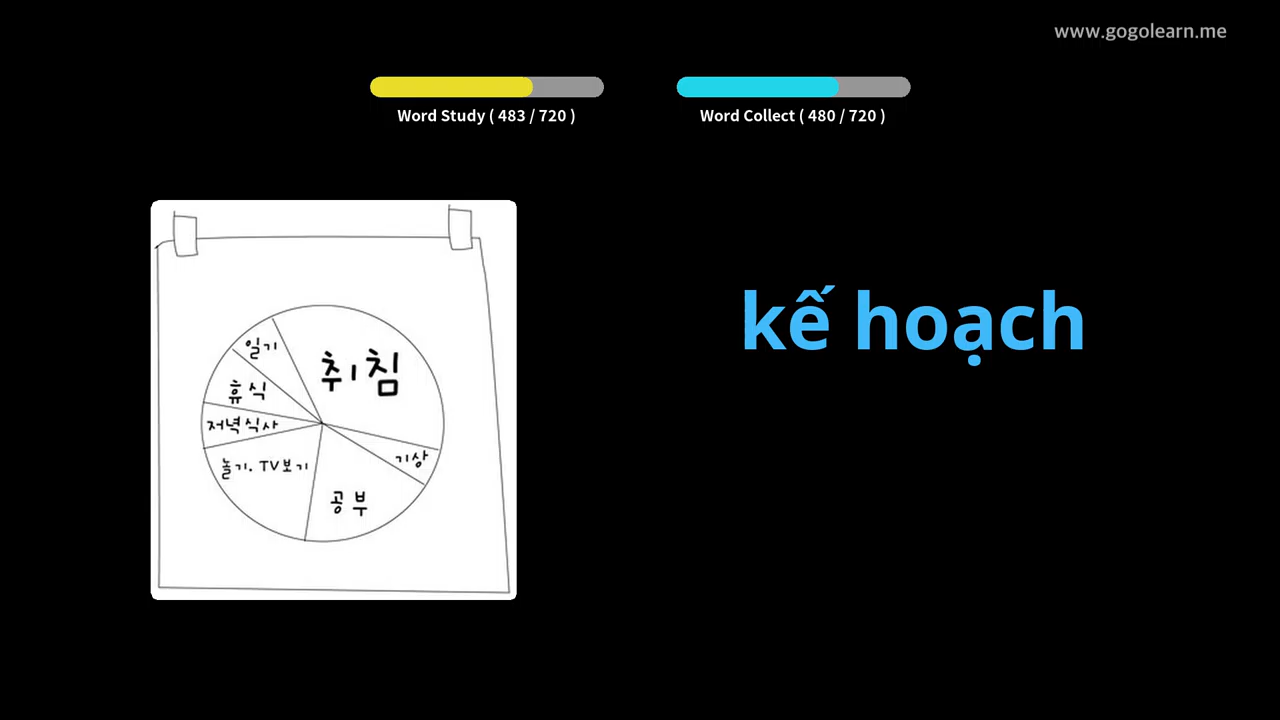 www.gogolearn.me
Word Study ( 483 / 720 )
Word Collect ( 480 / 720 )
kế hoạch
일기
취침
휴식
저녁식사
놀기. TV보기
기상
공부